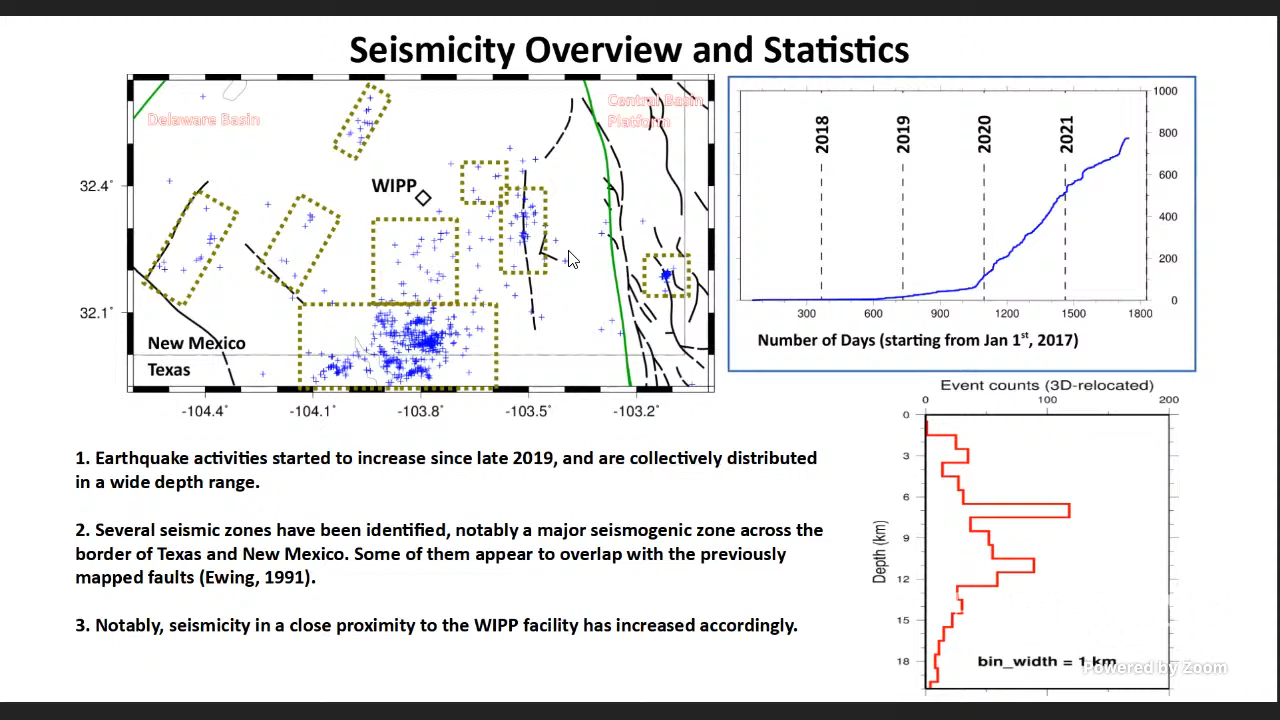 Seismicity Overview and Statistics
Delaware Basin
Central Basin
Platform
WIPP
32.4°
32.1°
New Mexico
Texas
-104.4°
-104.1°
-103.8°
-103.5°
-103.2°
2018
2019
2020
2021
1000
800
600
400
200
0
300
600
900
1200
1500
1800
Number of Days (starting from Jan 1st, 2017)
Event counts (3D-relocated)
0
100
200
0
3
6
9
12
15
18
Depth (km)
bin_width = 1 km
1. Earthquake activities started to increase since late 2019, and are collectively distributed
in a wide depth range.
2. Several seismic zones have been identified, notably a major seismogenic zone across the
border of Texas and New Mexico. Some of them appear to overlap with the previously
mapped faults (Ewing, 1991).
3. Notably, seismicity in a close proximity to the WIPP facility has increased accordingly.
Powered by Zoom